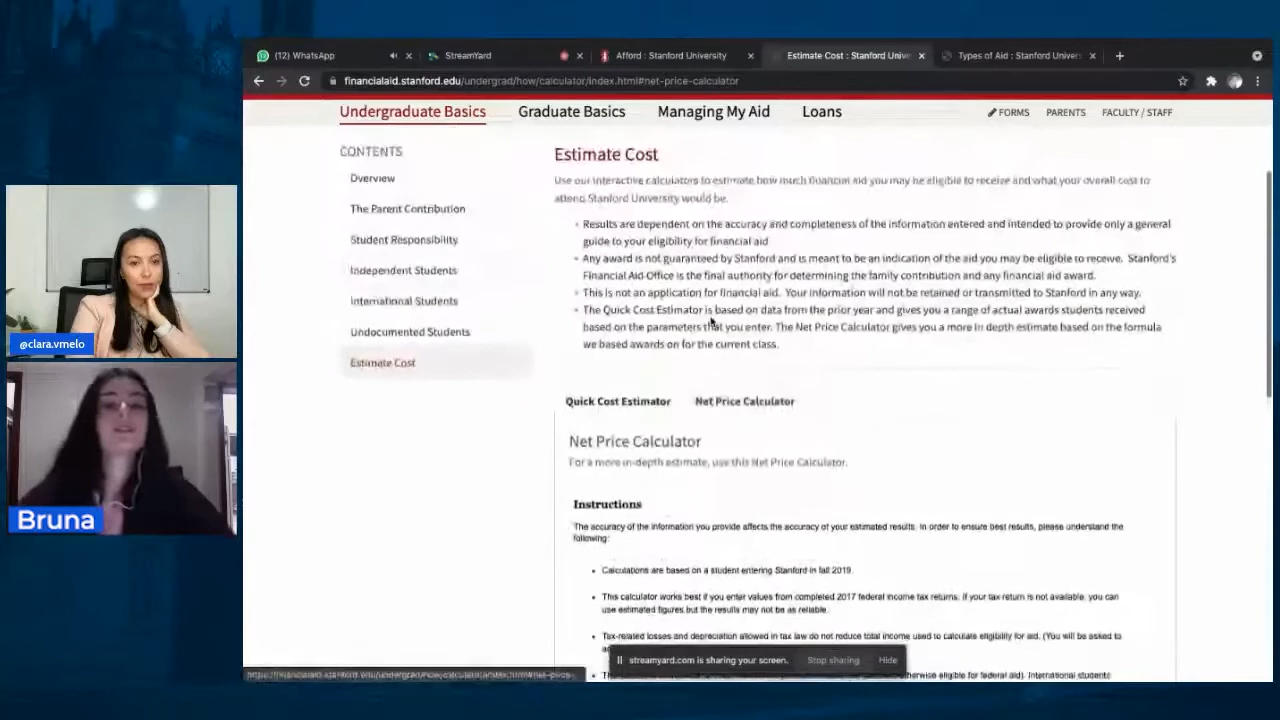 (12) WhatsApp
StreamYard
Afford : Stanford University
Estimate Cost : Stanford Unive
Types of Aid : Stanford Univers
financialaid.stanford.edu/undergrad/how/calculator/index.html#net-price-calculator
Undergraduate Basics
Graduate Basics
Managing My Aid
Loans
FORMS
PARENTS
FACULTY / STAFF
CONTENTS
Overview
The Parent Contribution
Student Responsibility
Independent Students
International Students
Undocumented Students
Estimate Cost
Estimate Cost
Use our interactive calculators to estimate how much financial aid you may be eligible to receive and what your overall cost to
attend Stanford University would be.
Results are dependent on the accuracy and completeness of the information entered and intended to provide only a general
guide to your eligibility for financial aid
Any award is not guaranteed by Stanford and is meant to be an indication of the aid you may be eligible to receive. Stanford's
Financial Aid Office is the final authority for determining the family contribution and any financial aid award.
This is not an application for financial aid. Your information will not be retained or transmitted to Stanford in any way.
The Quick Cost Estimator is based on data from the prior year and gives you a range of actual awards students received
based on the parameters that you enter. The Net Price Calculator gives you a more in depth estimate based on the formula
we based awards on for the current class.
Quick Cost Estimator
Net Price Calculator
Net Price Calculator
For a more in-depth estimate, use this Net Price Calculator.
Instructions
The accuracy of the information you provide affects the accuracy of your estimated results. In order to ensure best results, please understand the
following:
Calculations are based on a student entering Stanford in fall 2019.
This calculator works best if you enter values from completed 2017 federal income tax returns. If your tax return is not available, you can
use estimated figures but the results may not be as reliable.
Tax-related losses and depreciation allowed in tax law do not reduce total income used to calculate eligibility for aid. (You will be asked to
otherwise eligible for federal aid). International students
streamyard.com is sharing your screen.
Stop sharing
Hide
@clara.vmelo
Bruna